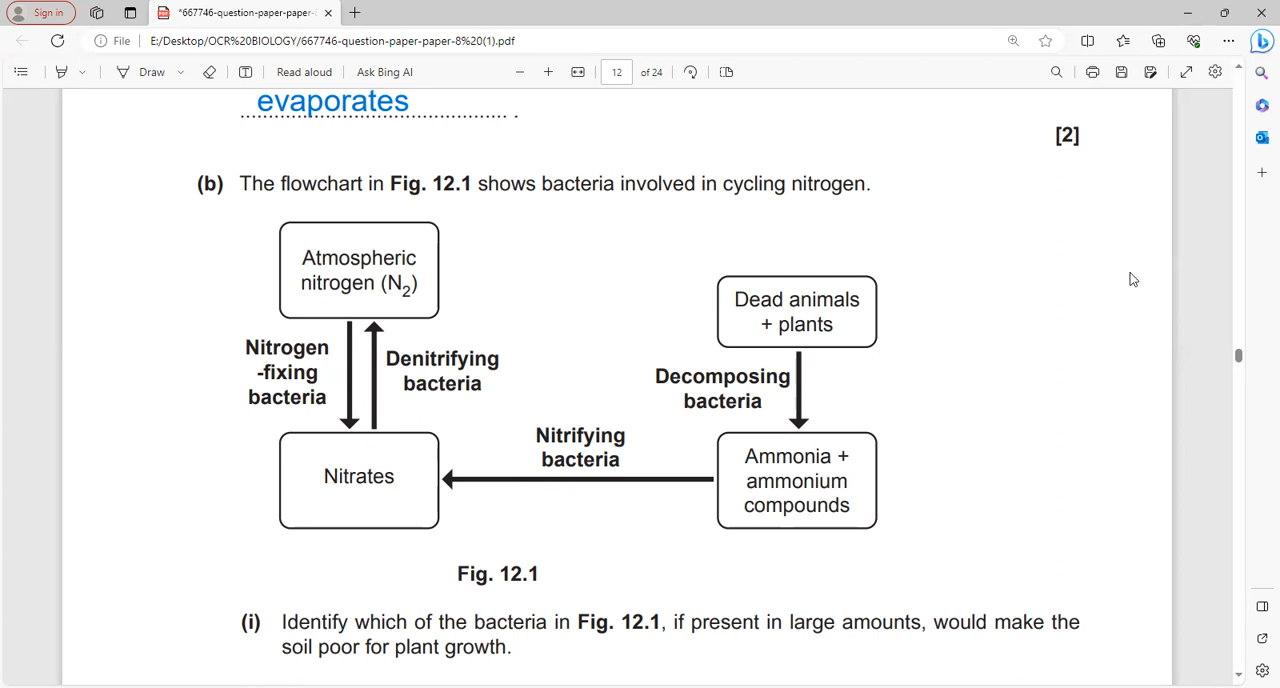 Sign in
*667746-question-paper-paper-8
File
E:/Desktop/OCR%20BIOLOGY/667746-question-paper-paper-8%20(1).pdf
Draw
Read aloud
Ask Bing AI
12 of 24
evaporates
.
[2]
(b) The flowchart in Fig. 12.1 shows bacteria involved in cycling nitrogen.
Atmospheric
nitrogen (N2)
Dead animals
+ plants
Nitrogen
-fixing
bacteria
Denitrifying
bacteria
Decomposing
bacteria
Nitrifying
bacteria
Nitrates
Ammonia +
ammonium
compounds
Fig. 12.1
(i) Identify which of the bacteria in Fig. 12.1, if present in large amounts, would make the
soil poor for plant growth.